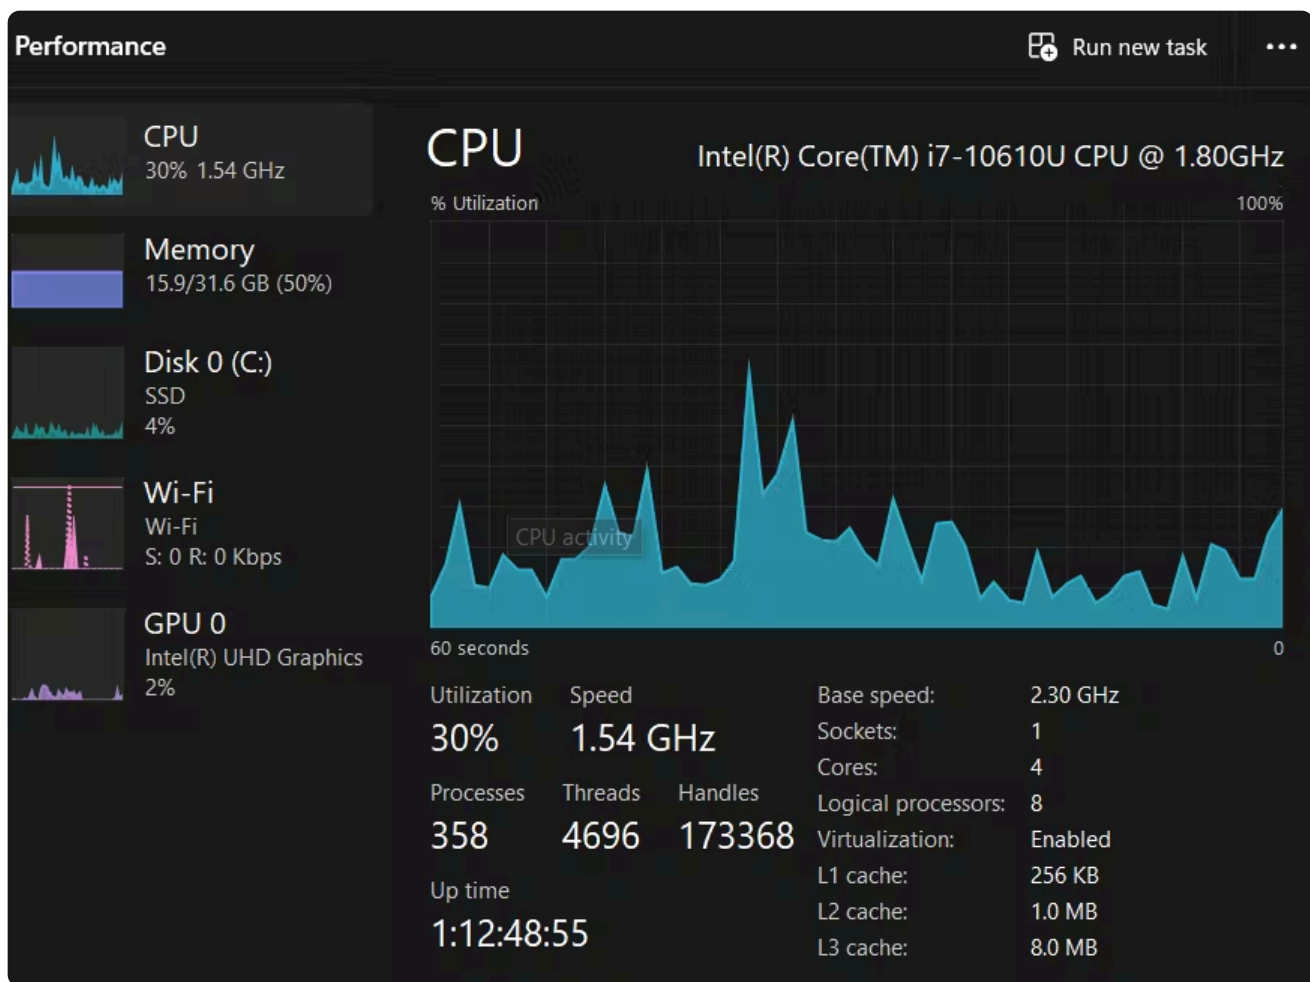 Performance
Run new task
CPU
30% 1.54 GHz
Memory
15.9/31.6 GB (50%)
Disk 0 (C:)
SSD
4%
Wi-Fi
Wi-Fi
S: 0 R: 0 Kbps
GPU 0
Intel(R) UHD Graphics
2%
CPU
Intel(R) Core(TM) i7-10610U CPU @ 1.80GHz
% Utilization
100%
CPU activity
60 seconds
0
Utilization
Speed
30%
1.54 GHz
Processes
Threads
Handles
358
4696
173368
Up time
1:12:48:55
Base speed: 2.30 GHz
Sockets: 1
Cores: 4
Logical processors: 8
Virtualization: Enabled
L1 cache: 256 KB
L2 cache: 1.0 MB
L3 cache: 8.0 MB